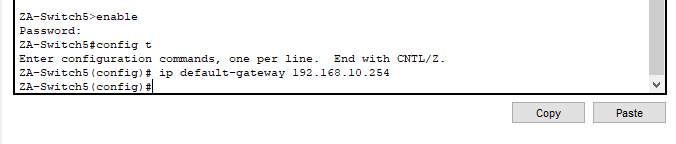 ZA-Switch5>enable
Password:
ZA-Switch5#config t
Enter configuration commands, one per line.  End with CNTL/Z.
ZA-Switch5(config)# ip default-gateway 192.168.10.254
ZA-Switch5(config)#
Copy Paste